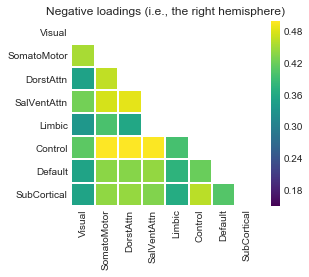 Negative loadings (i.e., the right hemisphere)
Visual
SomatoMotor
DorstAttn
SalVentAttn
Limbic
Control
Default
SubCortical
Visual
SomatoMotor
DorstAttn
SalVentAttn
Limbic
Control
Default
SubCortical
0.48
0.42
0.36
0.30
0.24
0.18